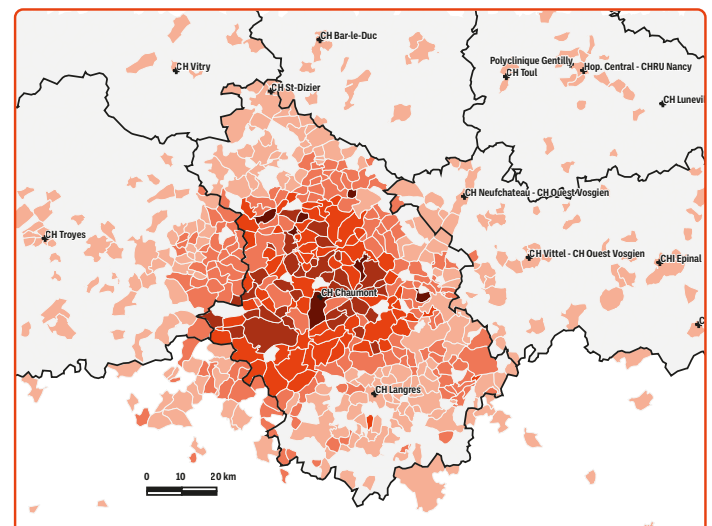 CH Bar-le-Duc
Polyclinique Gentilly
CH Vitry
Hop. Central - CHRU Nancy
CH Toul
CH St-Dizier
CH Lunevi
CH Neufchateau - CH Ouest Vosgien
CH Troyes
CH Vittel - CH Ouest Vosgien
CHI Epinal
CH Chaumont
C
CH Langres
0 10 20 km